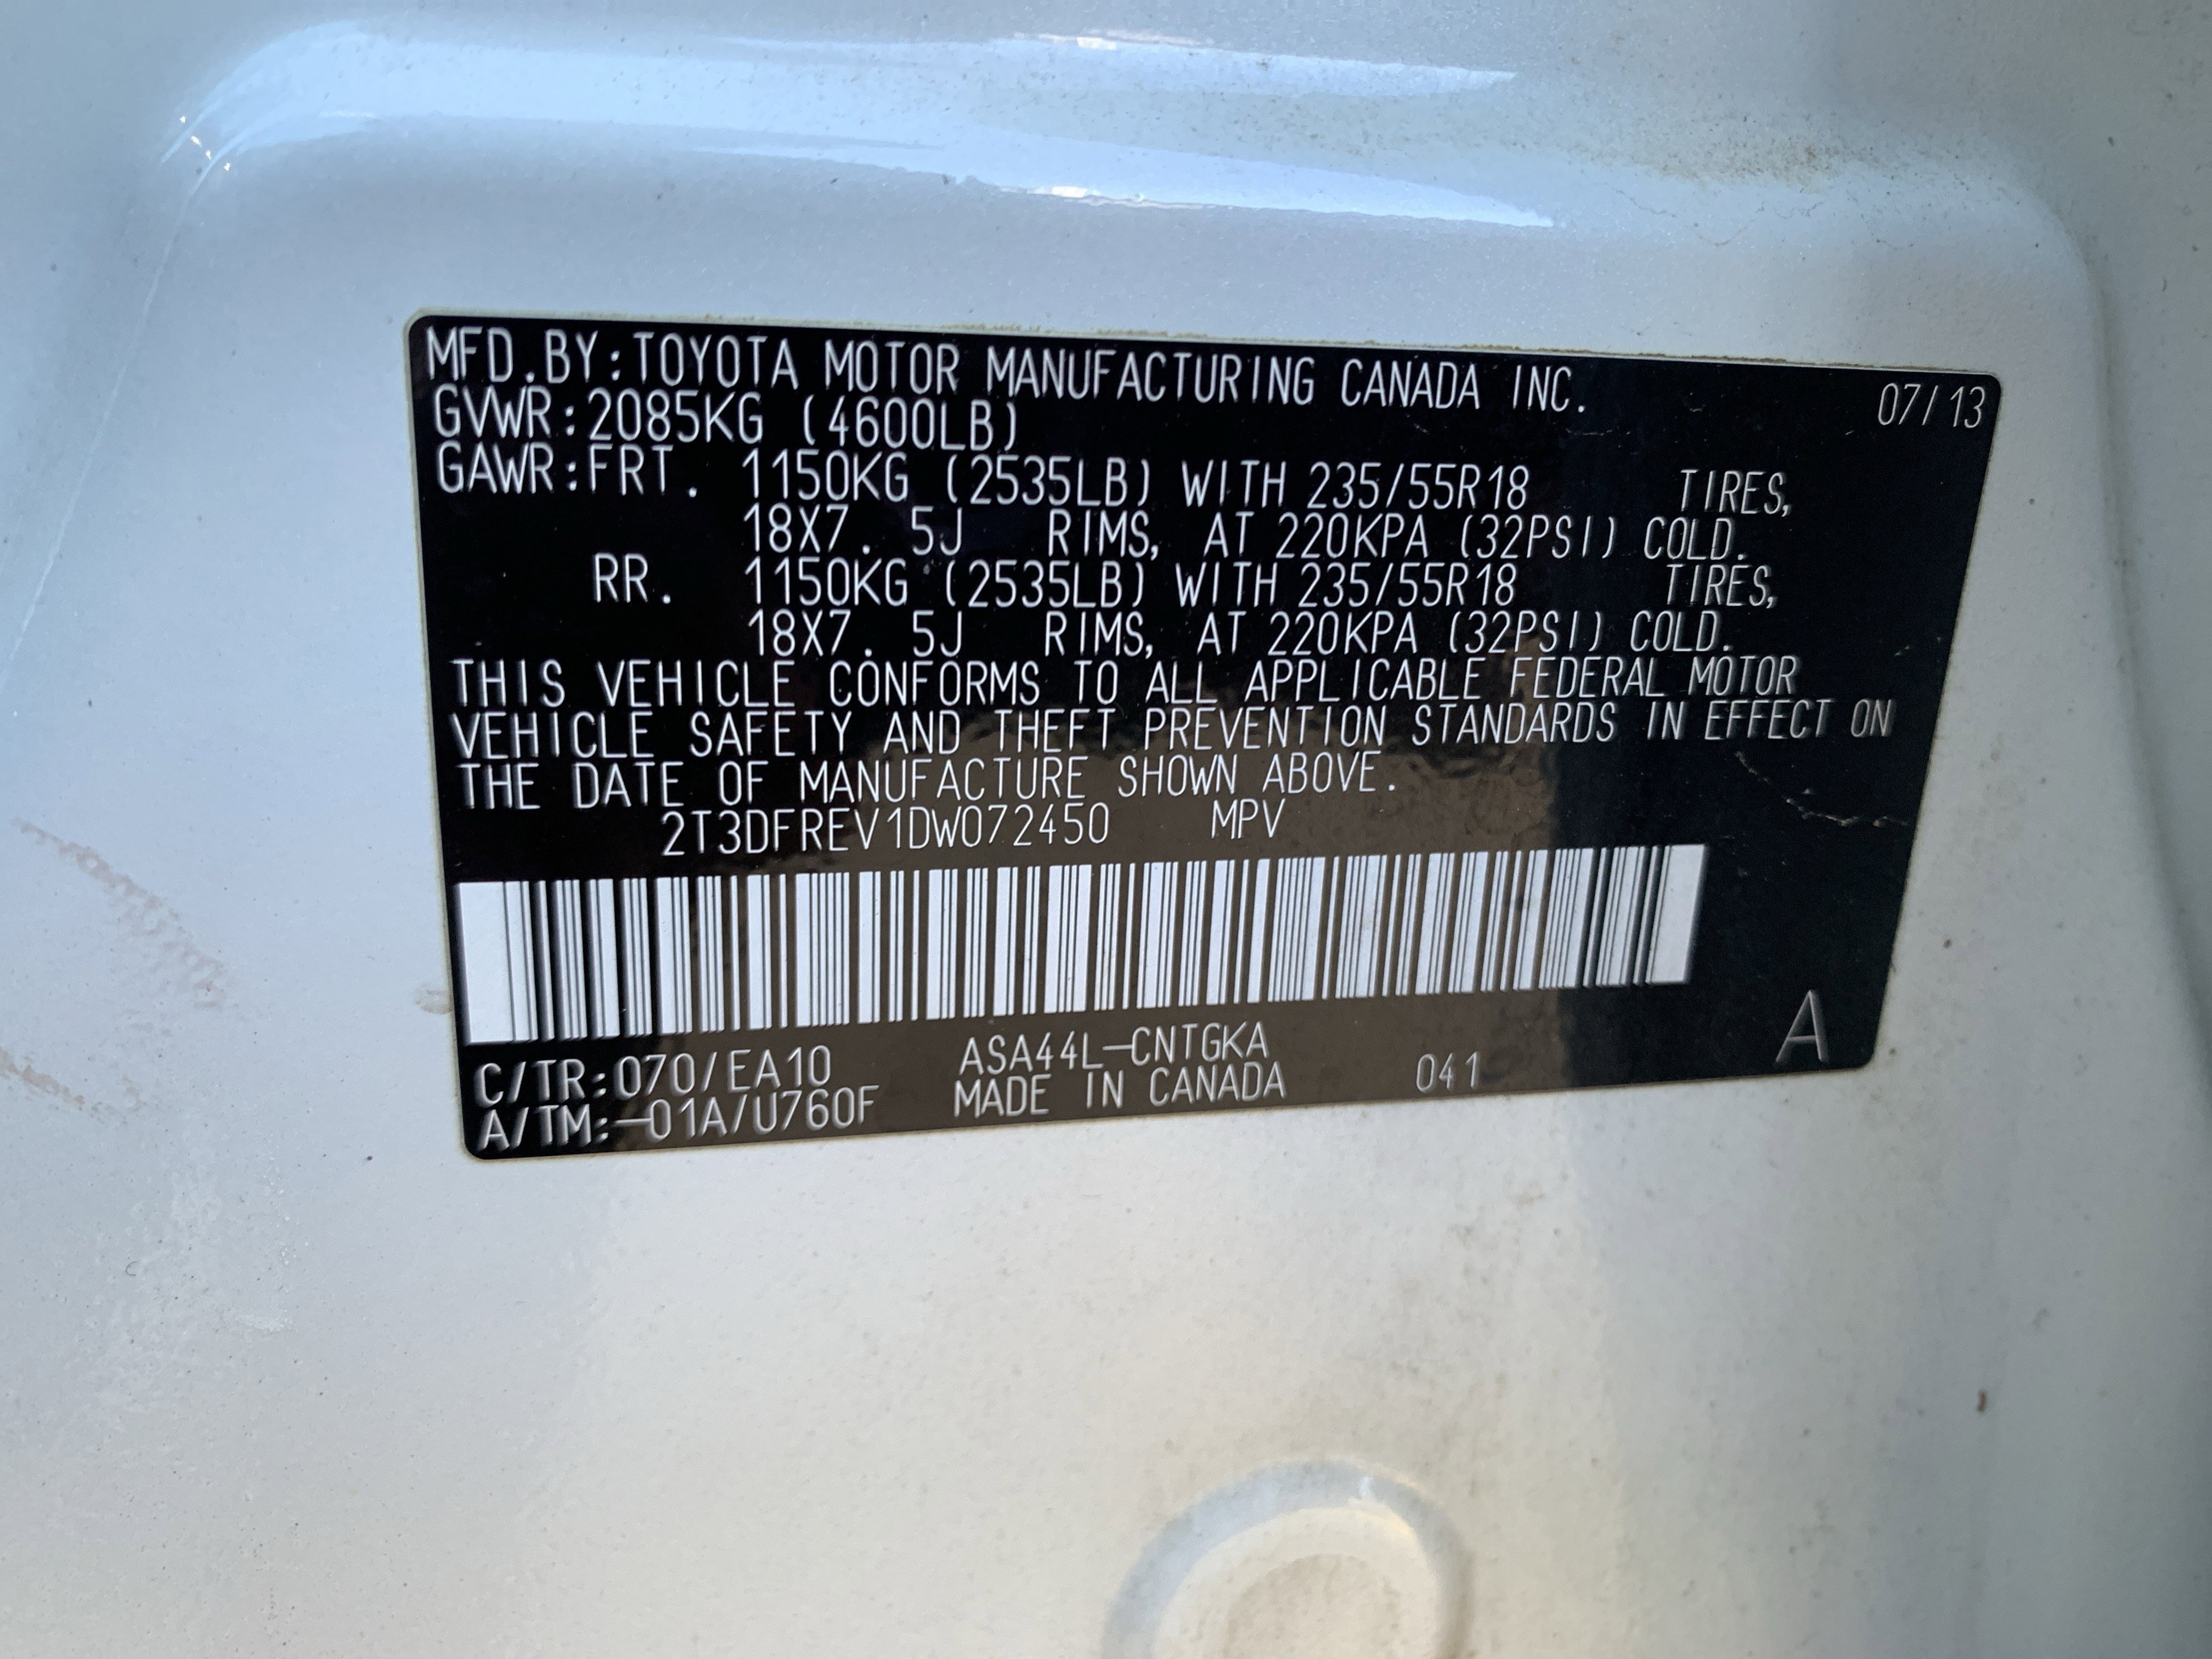 MFD.BY:TOYOTA MOTOR MANUFACTURING CANADA INC. 07/13
GVWR:2085KG (4600LB)
GAWR:FRT. 1150KG (2535LB) WITH 235/55R18 TIRES,
18X7.5J RIMS, AT 220KPA (32PSI) COLD.
RR. 1150KG (2535LB) WITH 235/55R18 TIRES,
18X7.5J RIMS, AT 220KPA (32PSI) COLD.
THIS VEHICLE CONFORMS TO ALL APPLICABLE FEDERAL MOTOR
VEHICLE SAFETY AND THEFT PREVENTION STANDARDS IN EFFECT ON
THE DATE OF MANUFACTURE SHOWN ABOVE.
2T3DFREV1DW072450 MPV
C/TR:070/EA10 ASA44L-CNTGKA
A/TM:-01A/U760F MADE IN CANADA 041 A